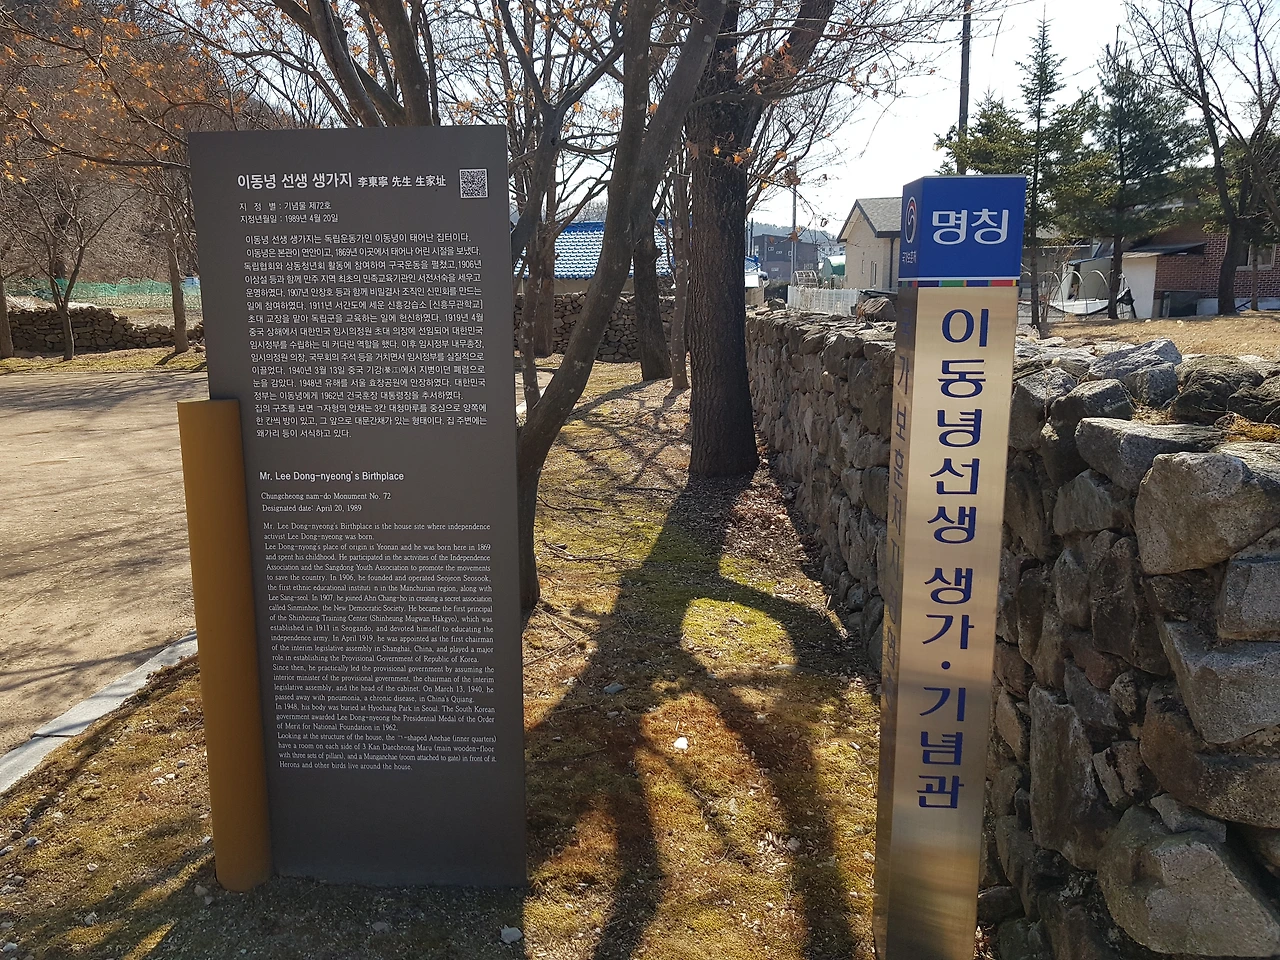 이동녕 선생 생가지 李東寧 先生 生家址
지 정 별 : 기념물 제72호
지정년월일 : 1989년 4월 20일
이동녕 선생 생가지는 독립운동가인 이동녕이 태어난 집터이다.
이동녕은 본관이 연안이고, 1869년 이곳에서 태어나 어린 시절을 보냈다.
독립협회와 상동청년회 활동에 참여하여 구국운동을 펼쳤고, 1906년
이상설 등과 함께 만주 지역 최초의 민족교육기관인 서전서숙을 세우고
운영하였다. 1907년 안창호 등과 함께 비밀결사 조직인 신민회를 만드는
일에 참여하였다. 1911년 서간도에 세운 신흥강습소 [신흥무관학교]
초대 교장을 맡아 독립군을 교육하는 일에 헌신하였다. 1919년 4월
중국 상해에서 대한민국 임시의정원 초대 의장에 선임되어 대한민국
임시정부를 수립하는 데 커다란 역할을 했다. 이후 임시정부 내무총장,
임시의정원 의장, 국무회의 주석 등을 거치면서 임시정부를 실질적으로
이끌었다. 1940년 3월 13일 중국 기강(綦江)에서 지병이던 폐렴으로
눈을 감았다. 1948년 유해를 서울 효창공원에 안장하였다. 대한민국
정부는 이동녕에게 1962년 건국훈장 대통령장을 추서하였다.
집의 구조를 보면 ㄱ자형의 안채는 3칸 대청마루를 중심으로 양쪽에
한 칸씩 방이 있고, 그 앞으로 대문간채가 있는 형태이다. 집 주변에는
왜가리 등이 서식하고 있다.
Mr. Lee Dong-nyeong's Birthplace
Chungcheong nam-do Monument No. 72
Designated date: April 20, 1989
Mr. Lee Dong-nyeong's Birthplace is the house site where independence
activist Lee Dong-nyeong was born.
Lee Dong-nyong's place of origin is Yeonan and he was born here in 1869
and spent his childhood. He participated in the activities of the Independence
Association and the Sangdong Youth Association to promote the movements
to save the country. In 1906, he founded and operated Seojeon Seosook,
the first ethnic educational instituti n in the Manchurian region, along with
Lee Sang-seol. In 1907, he joined Ahn Chang-ho in creating a secret association
called Sinminhoe, the New Democratic Society. He became the first principal
of the Shinheung Training Center (Shinheung Mugwan Hakgyo), which was
established in 1911 in Seogando, and devoted himself to educating the
independence army. In April 1919, he was appointed as the first chairman
of the interim legislative assembly in Shanghai, China, and played a major
role in establishing the Provisional Government of Republic of Korea.
Since then, he practically led the provisional government by assuming the
interior minister of the provisional government, the chairman of the interim
legislative assembly, and the head of the cabinet. On March 13, 1940, he
passed away with pneumonia, a chronic disease, in China's Qijiang.
In 1948, his body was buried at Hyochang Park in Seoul. The South Korean
government awarded Lee Dong-nyeong the Presidential Medal of the Order
of Merit for National Foundation in 1962.
Looking at the structure of the house, the ㄱ-shaped Anchae (inner quarters)
have a room on each side of 3 Kan Daecheong Maru (main wooden-floor
with three sets of pillars), and a Munganchae (room attached to gate) in front of it.
Herons and other birds live around the house.
명칭
국가보훈처
이동녕선생 생가·기념관
국가보훈처